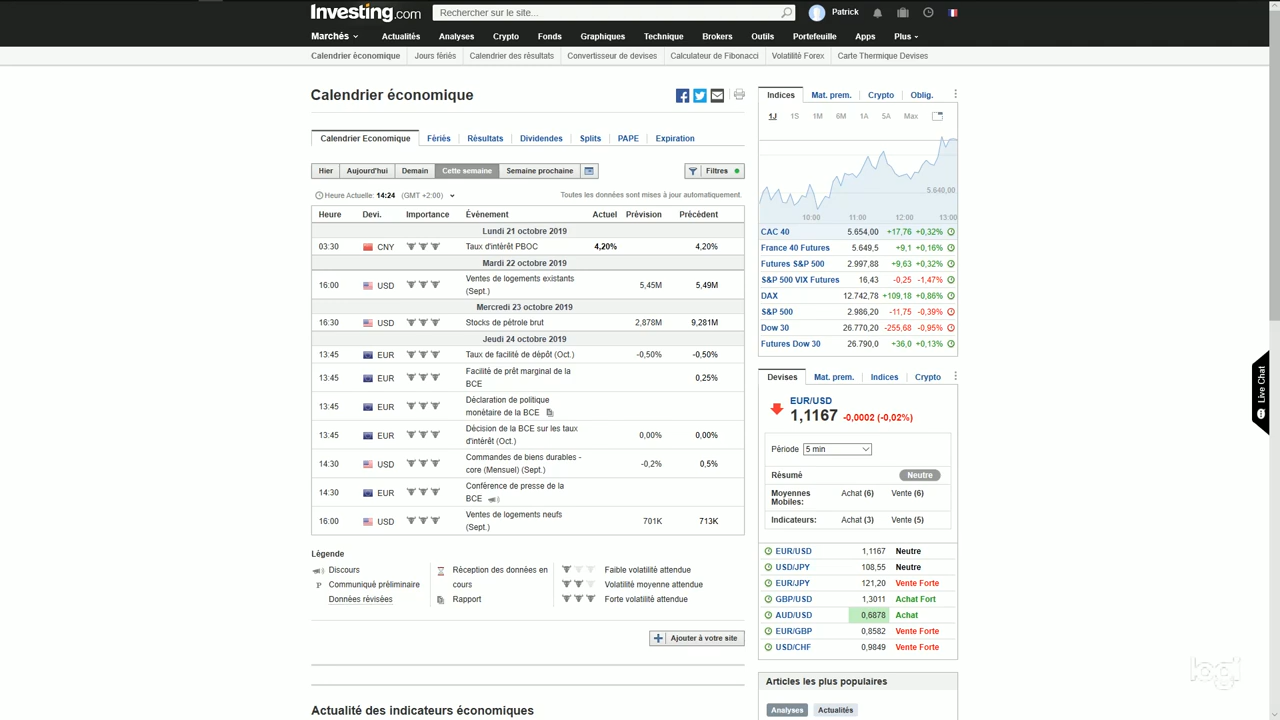 Investing.com
Rechercher sur le site...
Patrick
Marchés Actualités Analyses Crypto Fonds Graphiques Technique Brokers Outils Portefeuille Apps Plus
Calendrier économique Jours fériés Calendrier des résultats Convertisseur de devises Calculateur de Fibonacci Volatilité Forex Carte Thermique Devises
Calendrier économique
Calendrier Economique Fériés Résultats Dividendes Splits PAPE Expiration
Hier Aujourd'hui Demain Cette semaine Semaine prochaine Filtres
Heure Actuelle: 14:24 (GMT +2:00) Toutes les données sont mises à jour automatiquement.
Heure Devi. Importance Événement Actuel Prévision Précédent
Lundi 21 octobre 2019
03:30 CNY Taux d'intérêt PBOC 4,20% 4,20%
Mardi 22 octobre 2019
16:00 USD Ventes de logements existants (Sept.) 5,45M 5,49M
Mercredi 23 octobre 2019
16:30 USD Stocks de pétrole brut 2,878M 9,281M
Jeudi 24 octobre 2019
13:45 EUR Taux de facilité de dépôt (Oct.) -0,50% -0,50%
13:45 EUR Facilité de prêt marginal de la BCE 0,25%
13:45 EUR Déclaration de politique monétaire de la BCE
13:45 EUR Décision de la BCE sur les taux d'intérêt (Oct.) 0,00% 0,00%
14:30 USD Commandes de biens durables - core (Mensuel) (Sept.) -0,2% 0,5%
14:30 EUR Conférence de presse de la BCE
16:00 USD Ventes de logements neufs (Sept.) 701K 713K
Légende
Discours
P Communiqué préliminaire
Données révisées
Réception des données en cours
Rapport
Faible volatilité attendue
Volatilité moyenne attendue
Forte volatilité attendue
Ajouter à votre site
Actualité des indicateurs économiques
Indices Mat. prem. Crypto Oblig.
1J 1S 1M 6M 1A 5A Max.
5.640,00
10:00 11:00 12:00 13:00
CAC 40 5.654,00 +17,76 +0,32%
France 40 Futures 5.649,5 +9,1 +0,16%
Futures S&P 500 2.997,88 +9,63 +0,32%
S&P 500 VIX Futures 16,43 -0,25 -1,47%
DAX 12.742,78 +109,18 +0,86%
S&P 500 2.986,20 -11,75 -0,39%
Dow 30 26.770,20 -255,68 -0,95%
Futures Dow 30 26.790,0 +36,0 +0,13%
Devises Mat. prem. Indices Crypto
EUR/USD
1,1167 -0,0002 (-0,02%)
Période 5 min
Résumé Neutre
Moyennes Mobiles: Achat (6) Vente (6)
Indicateurs: Achat (3) Vente (5)
EUR/USD 1,1167 Neutre
USD/JPY 108,55 Neutre
EUR/JPY 121,20 Vente Forte
GBP/USD 1,3011 Achat Fort
AUD/USD 0,6878 Achat
EUR/GBP 0,8582 Vente Forte
USD/CHF 0,9849 Vente Forte
Articles les plus populaires
Analyses Actualités
Live Chat
logi